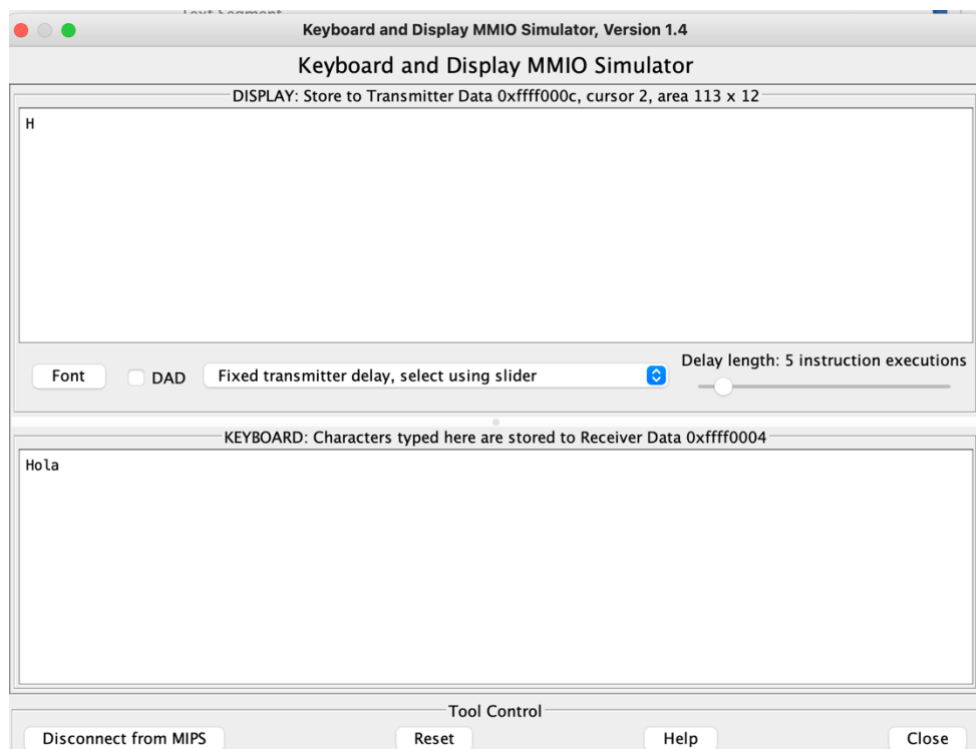 Text Segment
Keyboard and Display MMIO Simulator, Version 1.4
Keyboard and Display MMIO Simulator
DISPLAY: Store to Transmitter Data 0xffff000c, cursor 2, area 113 x 12
H
Font
DAD
Fixed transmitter delay, select using slider
Delay length: 5 instruction executions
KEYBOARD: Characters typed here are stored to Receiver Data 0xffff0004
Hola
Tool Control
Disconnect from MIPS
Reset
Help
Close